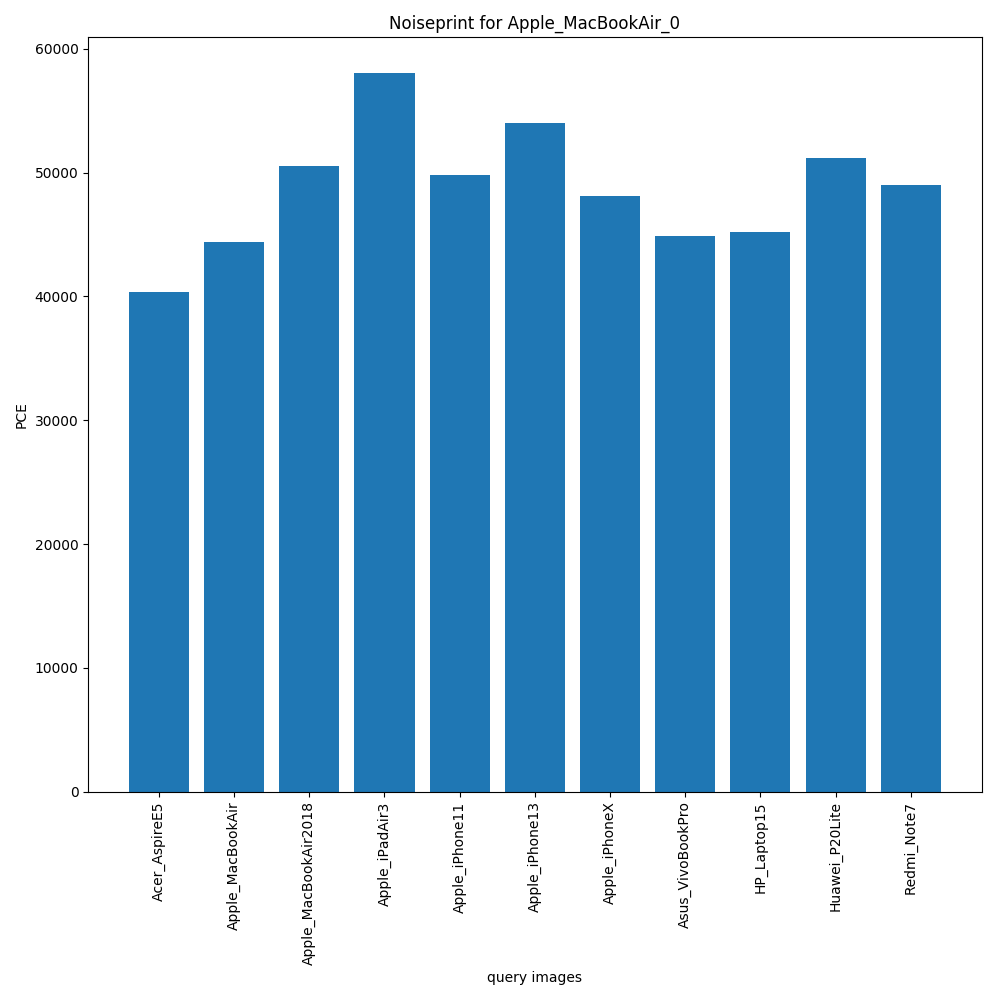 Noiseprint for Apple_MacBookAir_0
60000
50000
40000
30000
20000
10000
0
PCE
Acer_AspireE5
Apple_MacBookAir
Apple_MacBookAir2018
Apple_iPadAir3
Apple_iPhone11
Apple_iPhone13
Apple_iPhoneX
Asus_VivoBookPro
HP_Laptop15
Huawei_P20Lite
Redmi_Note7
query images